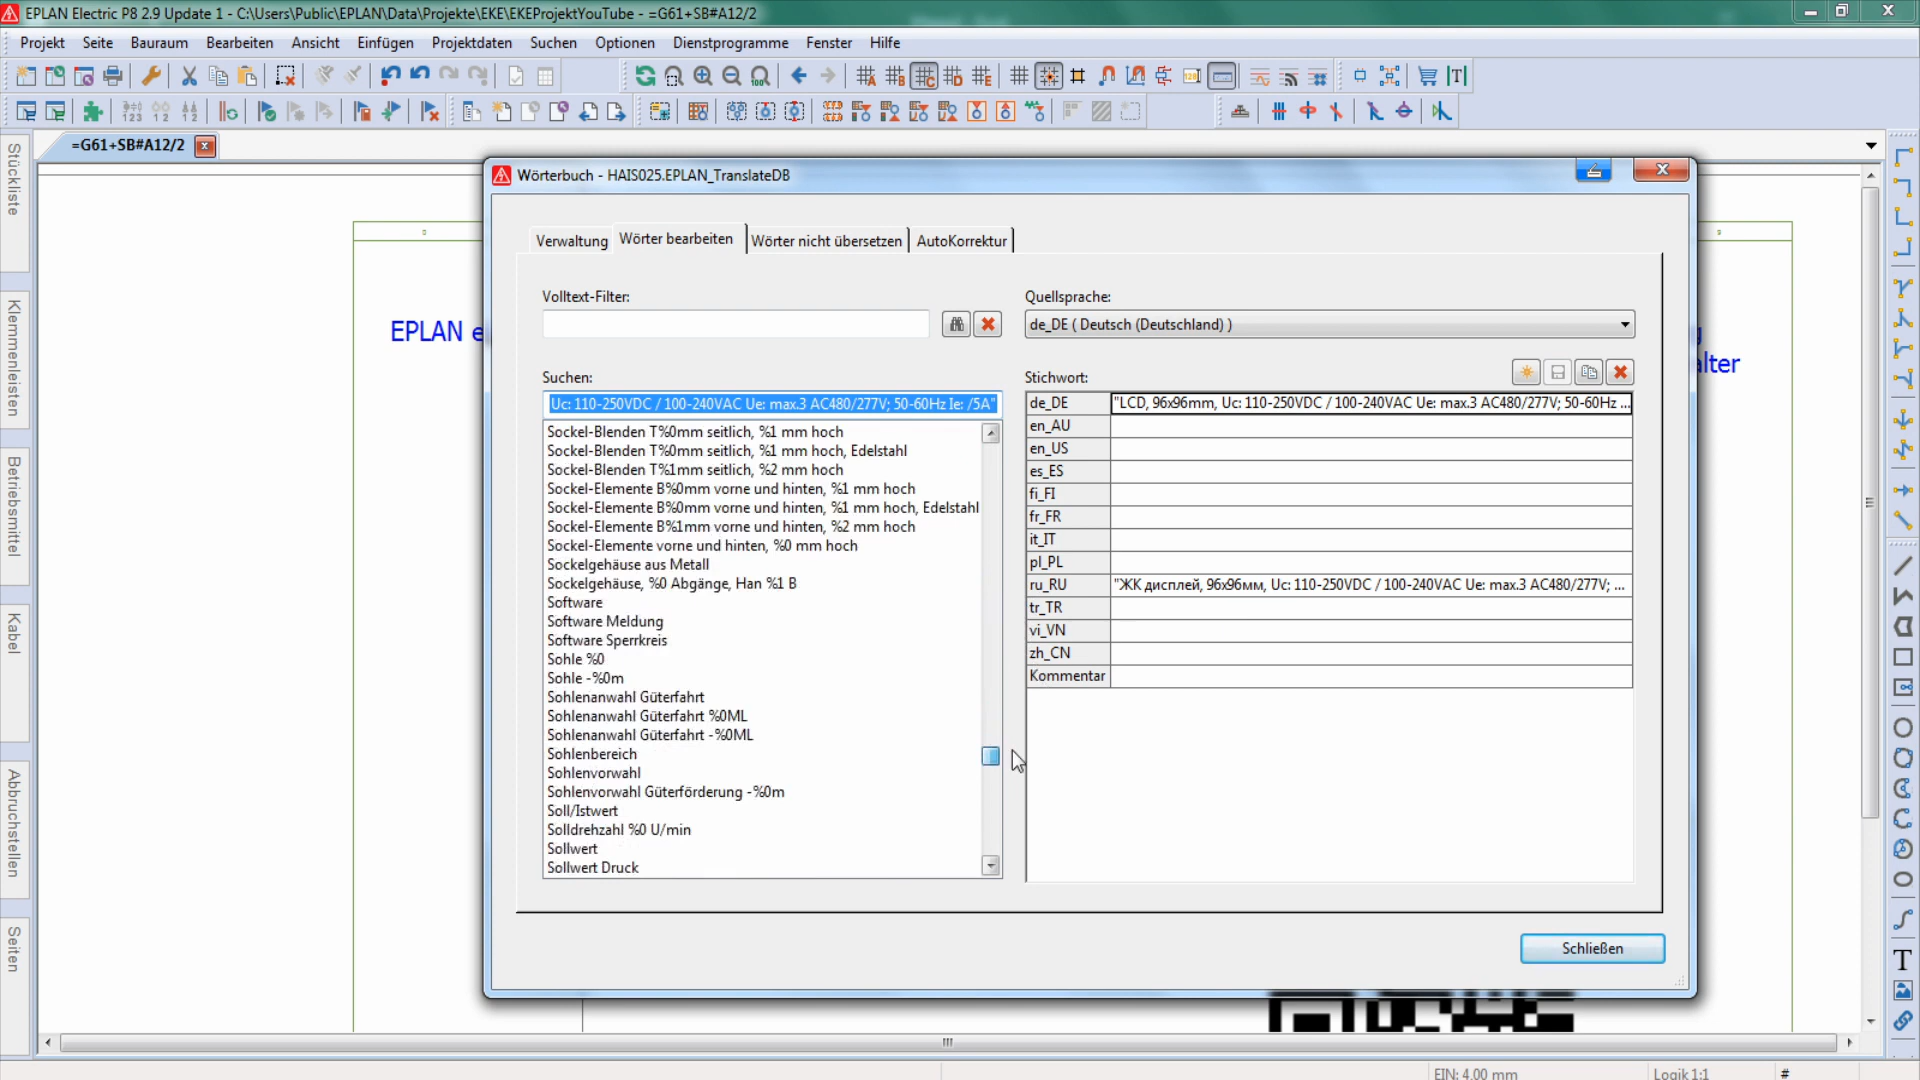 EPLAN Electric P8 2.9 Update 1 - C:\Users\Public\EPLAN\Data\Projekte\EKE\EKEProjektYouTube - =G61+SB#A12/2
Projekt Seite Bauraum Bearbeiten Ansicht Einfügen Projektdaten Suchen Optionen Dienstprogramme Fenster Hilfe
=G61+SB#A12/2
Stückliste
Klemmenleisten
Betriebsmittel
Kabel
Abbruchstellen
Seiten
EPLAN e
alter
Wörterbuch - HAIS025.EPLAN_TranslateDB
Verwaltung Wörter bearbeiten Wörter nicht übersetzen AutoKorrektur
Volltext-Filter:
Quellsprache:
de_DE ( Deutsch (Deutschland) )
Suchen:
Stichwort:
Uc: 110-250VDC / 100-240VAC Ue: max.3 AC480/277V; 50-60Hz Ie: /5A"
Sockel-Blenden T%0mm seitlich, %1 mm hoch
Sockel-Blenden T%0mm seitlich, %1 mm hoch, Edelstahl
Sockel-Blenden T%1mm seitlich, %2 mm hoch
Sockel-Elemente B%0mm vorne und hinten, %1 mm hoch
Sockel-Elemente B%0mm vorne und hinten, %1 mm hoch, Edelstahl
Sockel-Elemente B%1mm vorne und hinten, %2 mm hoch
Sockel-Elemente vorne und hinten, %0 mm hoch
Sockelgehäuse aus Metall
Sockelgehäuse, %0 Abgänge, Han %1 B
Software
Software Meldung
Software Sperrkreis
Sohle %0
Sohle -%0m
Sohlenanwahl Güterfahrt
Sohlenanwahl Güterfahrt %0ML
Sohlenanwahl Güterfahrt -%0ML
Sohlenbereich
Sohlenvorwahl
Sohlenvorwahl Güterförderung -%0m
Soll/Istwert
Solldrehzahl %0 U/min
Sollwert
Sollwert Druck
de_DE "LCD, 96x96mm, Uc: 110-250VDC / 100-240VAC Ue: max.3 AC480/277V; 50-60Hz ...
en_AU
en_US
es_ES
fi_FI
fr_FR
it_IT
pl_PL
ru_RU "ЖК дисплей, 96x96мм, Uc: 110-250VDC / 100-240VAC Ue: max.3 AC480/277V; ...
tr_TR
vi_VN
zh_CN
Kommentar
Schließen
EIN: 4,00 mm Logik 1:1 #